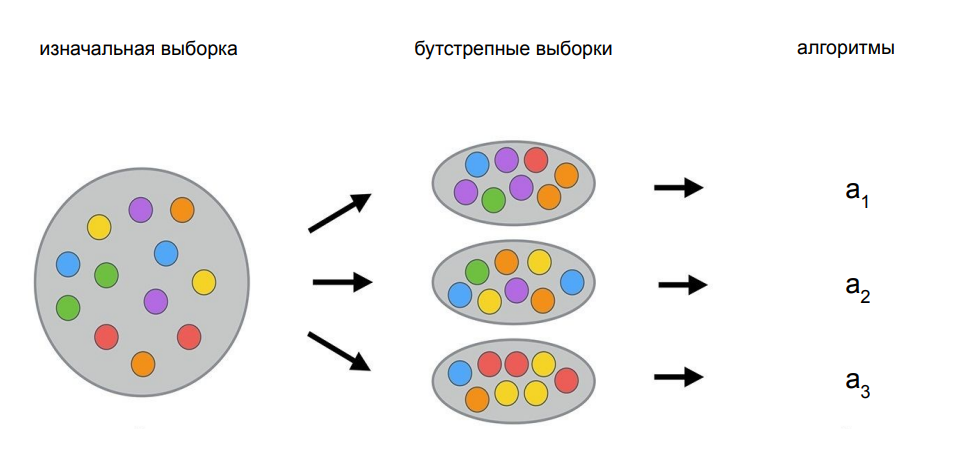 изначальная выборка
бутстрепные выборки
алгоритмы
a1
a2
a3